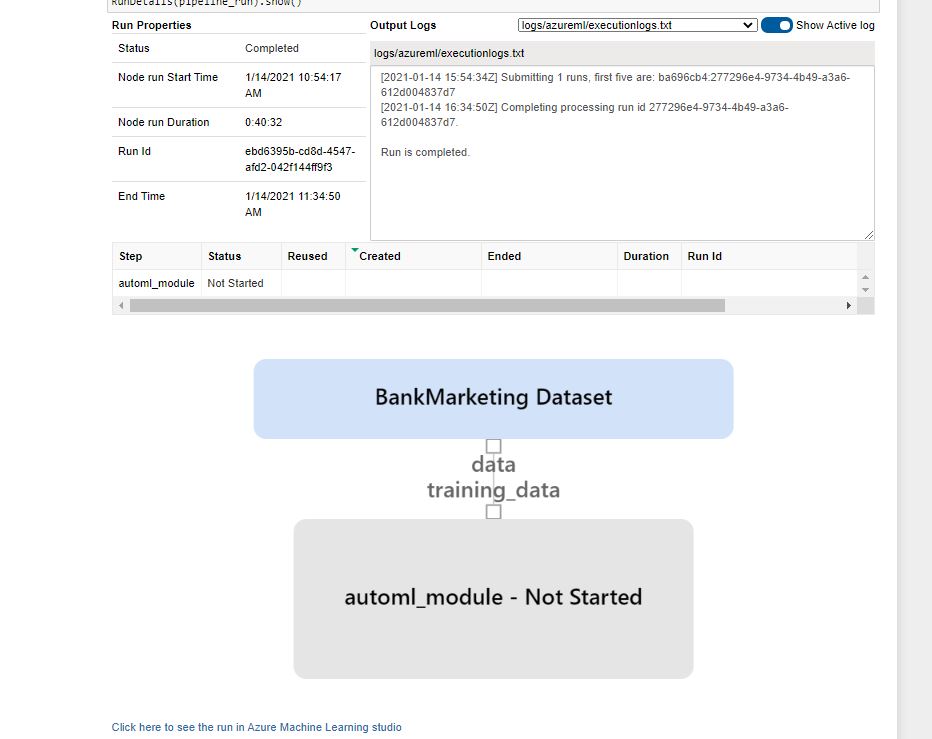 RunDetails(pipeline_run).show()
Run Properties
Status Completed
Node run Start Time 1/14/2021 10:54:17
AM
Node run Duration 0:40:32
Run Id ebd6395b-cd8d-4547-
afd2-042f144ff9f3
End Time 1/14/2021 11:34:50
AM
Output Logs logs/azureml/executionlogs.txt Show Active log
logs/azureml/executionlogs.txt
[2021-01-14 15:54:34Z] Submitting 1 runs, first five are: ba696cb4:277296e4-9734-4b49-a3a6-
612d004837d7
[2021-01-14 16:34:50Z] Completing processing run id 277296e4-9734-4b49-a3a6-
612d004837d7.
Run is completed.
Step Status Reused Created Ended Duration Run Id
automl_module Not Started
BankMarketing Dataset
data
training_data
automl_module - Not Started
Click here to see the run in Azure Machine Learning studio